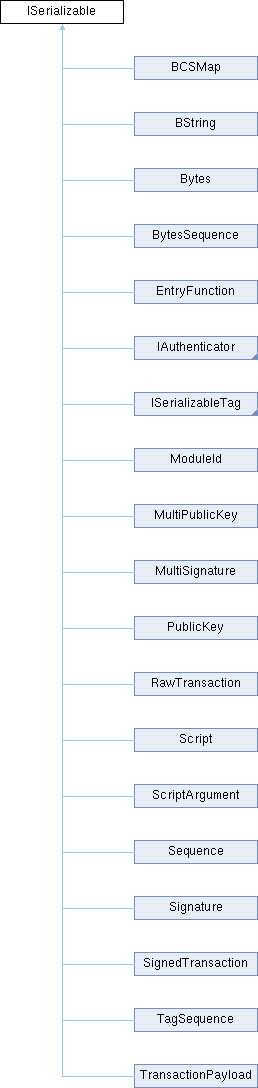 ISerializable
BCSMap
BString
Bytes
BytesSequence
EntryFunction
IAuthenticator
ISerializableTag
ModuleId
MultiPublicKey
MultiSignature
PublicKey
RawTransaction
Script
ScriptArgument
Sequence
Signature
SignedTransaction
TagSequence
TransactionPayload